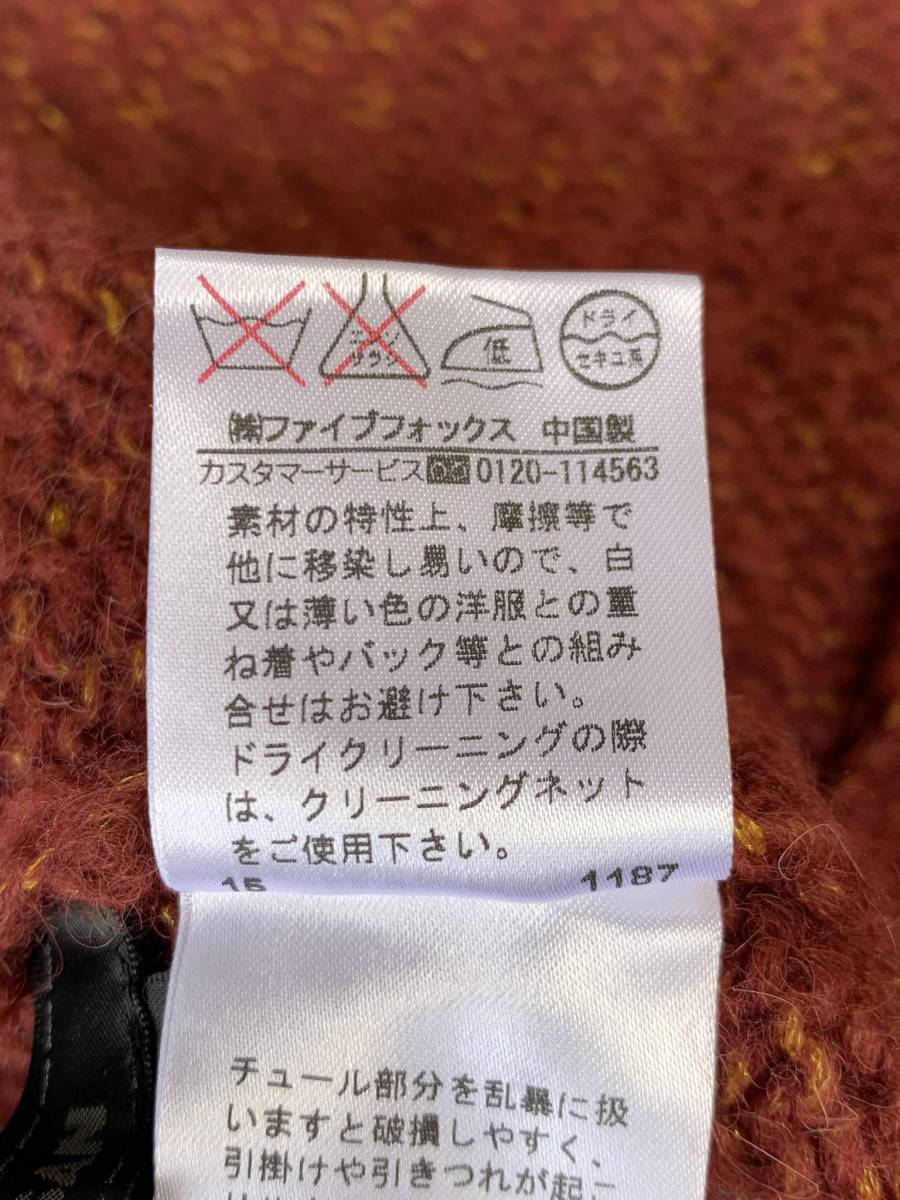 エンソ
サラシ
低
ドライ
セキユ系
㈱ファイブフォックス 中国製
カスタマーサービス 0120-114563
素材の特性上、摩擦等で
他に移染し易いので、白
又は薄い色の洋服との重
ね着やバック等との組み
合せはお避け下さい。
ドライクリーニングの際
は、クリーニングネット
をご使用下さい。
15 1187
チュール部分を乱暴に扱
いますと破損しやすく、
引掛けや引きつれが起こ